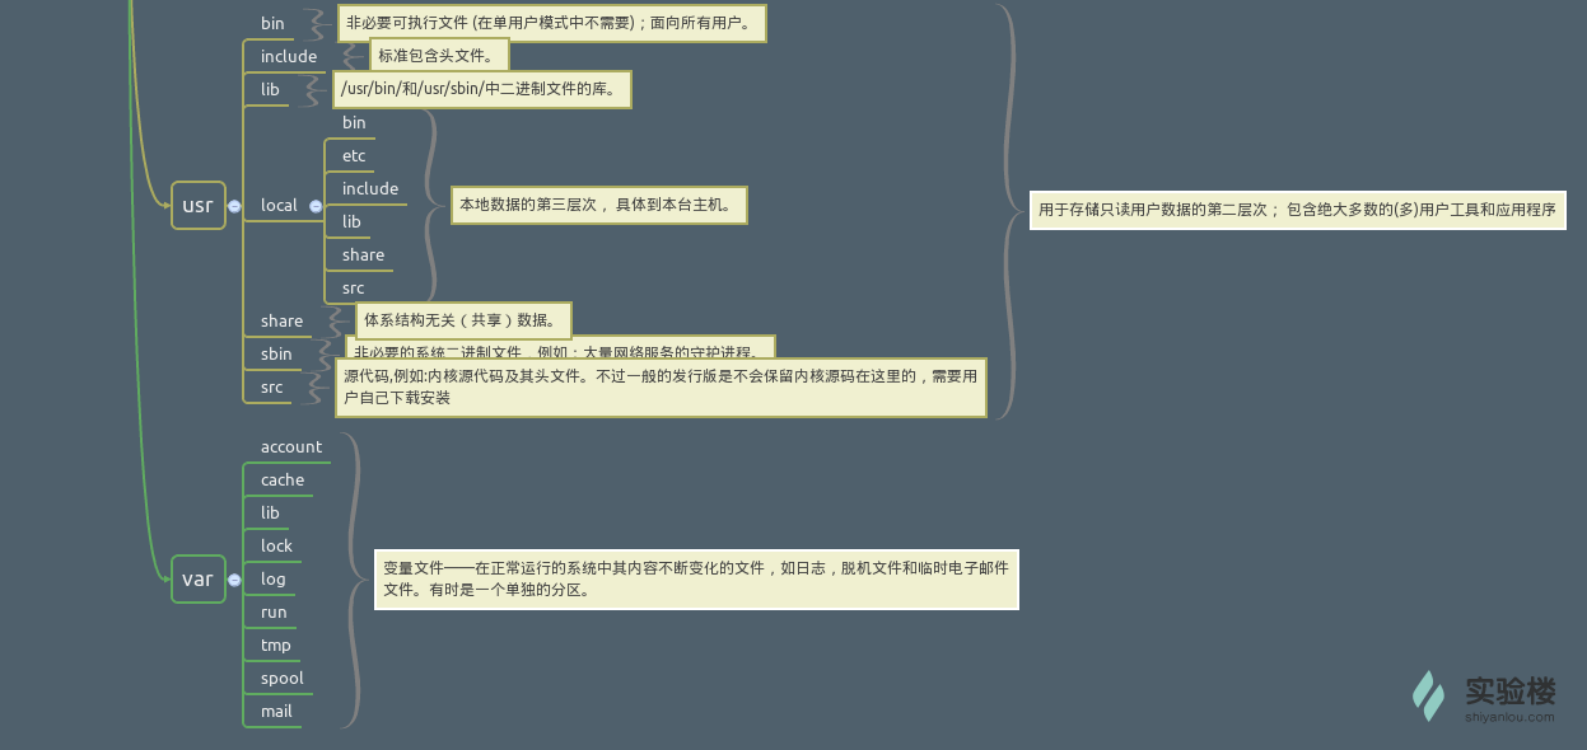 bin
非必要可执行文件 (在单用户模式中不需要)；面向所有用户。
include
标准包含头文件。
lib
/usr/bin/和/usr/sbin/中二进制文件的库。
usr
local
bin
etc
include
lib
share
src
本地数据的第三层次， 具体到本台主机。
share
体系结构无关（共享）数据。
sbin
非必要的系统二进制文件，例如：大量网络服务的守护进程。
src
源代码,例如:内核源代码及其头文件。不过一般的发行版是不会保留内核源码在这里的，需要用
户自己下载安装
用于存储只读用户数据的第二层次； 包含绝大多数的(多)用户工具和应用程序
var
account
cache
lib
lock
log
run
tmp
spool
mail
变量文件——在正常运行的系统中其内容不断变化的文件，如日志，脱机文件和临时电子邮件
文件。有时是一个单独的分区。
实验楼
shiyanlou.com